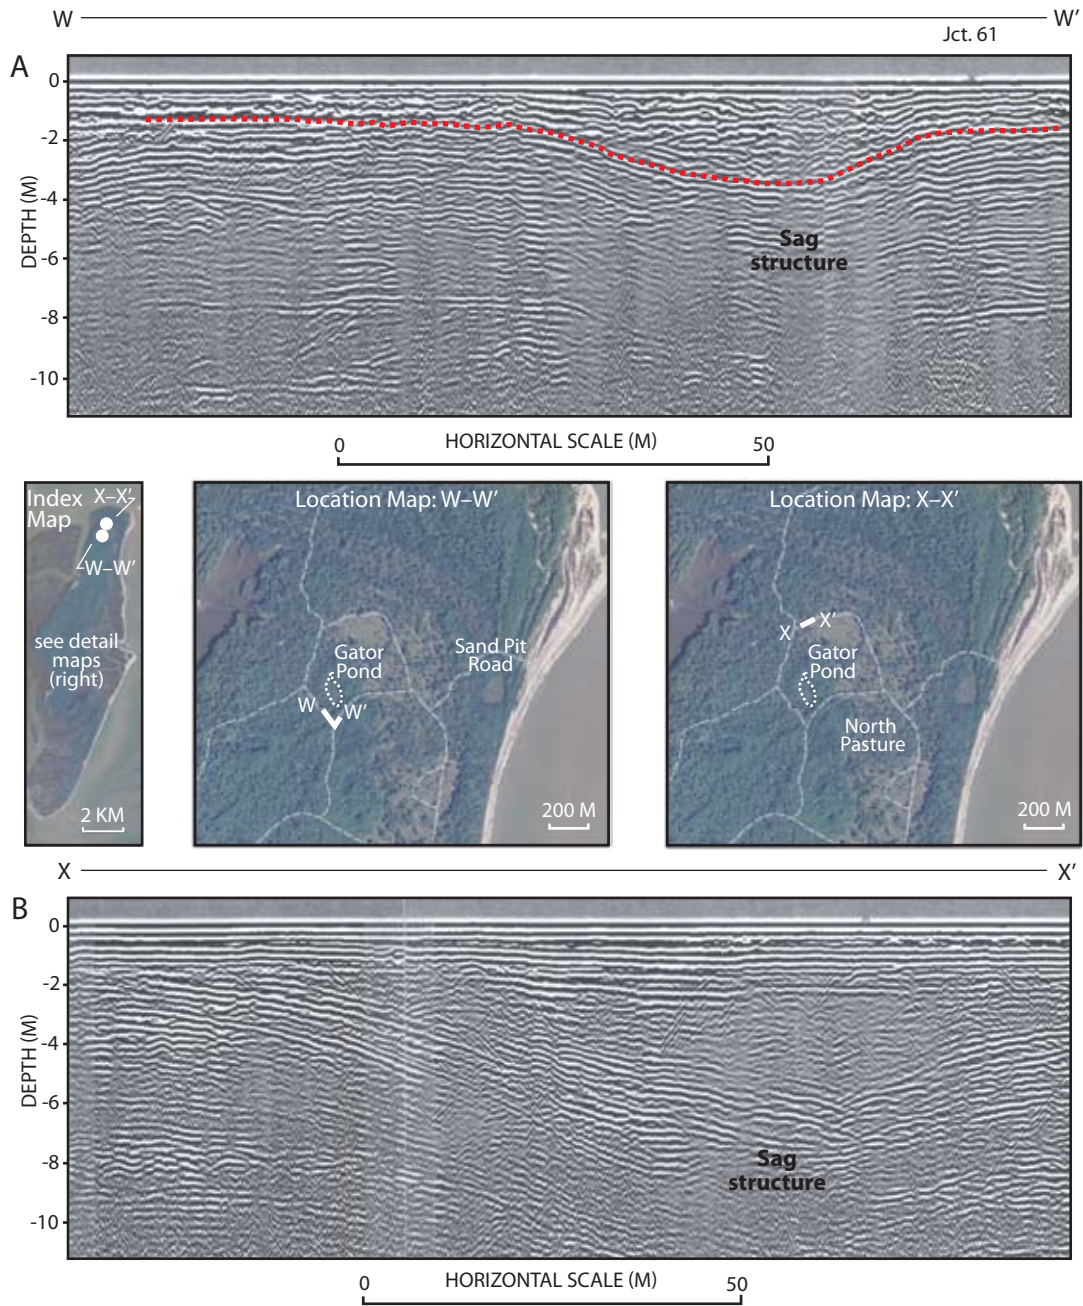 W W'
Jct. 61
A
0
-2
-4
-6
-8
-10
DEPTH (M)
Sag
structure
0 HORIZONTAL SCALE (M) 50
Index
Map
X–X'
W–W'
see detail
maps
(right)
2 KM
Location Map: W–W'
Gator
Pond
Sand Pit
Road
W W'
200 M
Location Map: X–X'
X X'
Gator
Pond
North
Pasture
200 M
X X'
B
0
-2
-4
-6
-8
-10
DEPTH (M)
Sag
structure
0 HORIZONTAL SCALE (M) 50